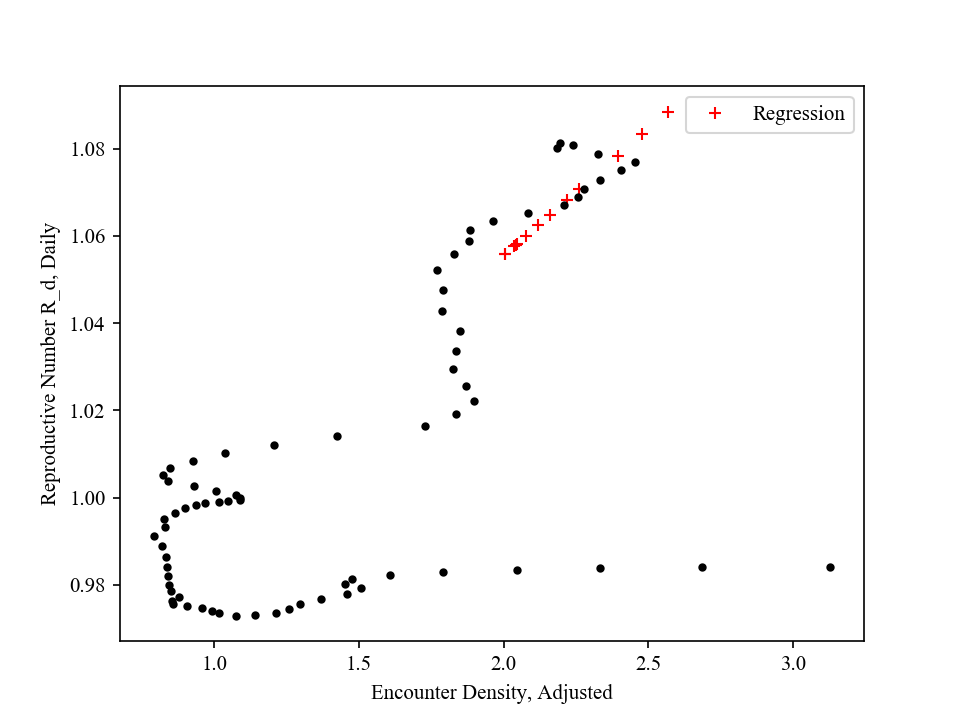 Regression
1.08
1.06
1.04
1.02
1.00
0.98
Reproductive Number R_d, Daily
1.0 1.5 2.0 2.5 3.0
Encounter Density, Adjusted